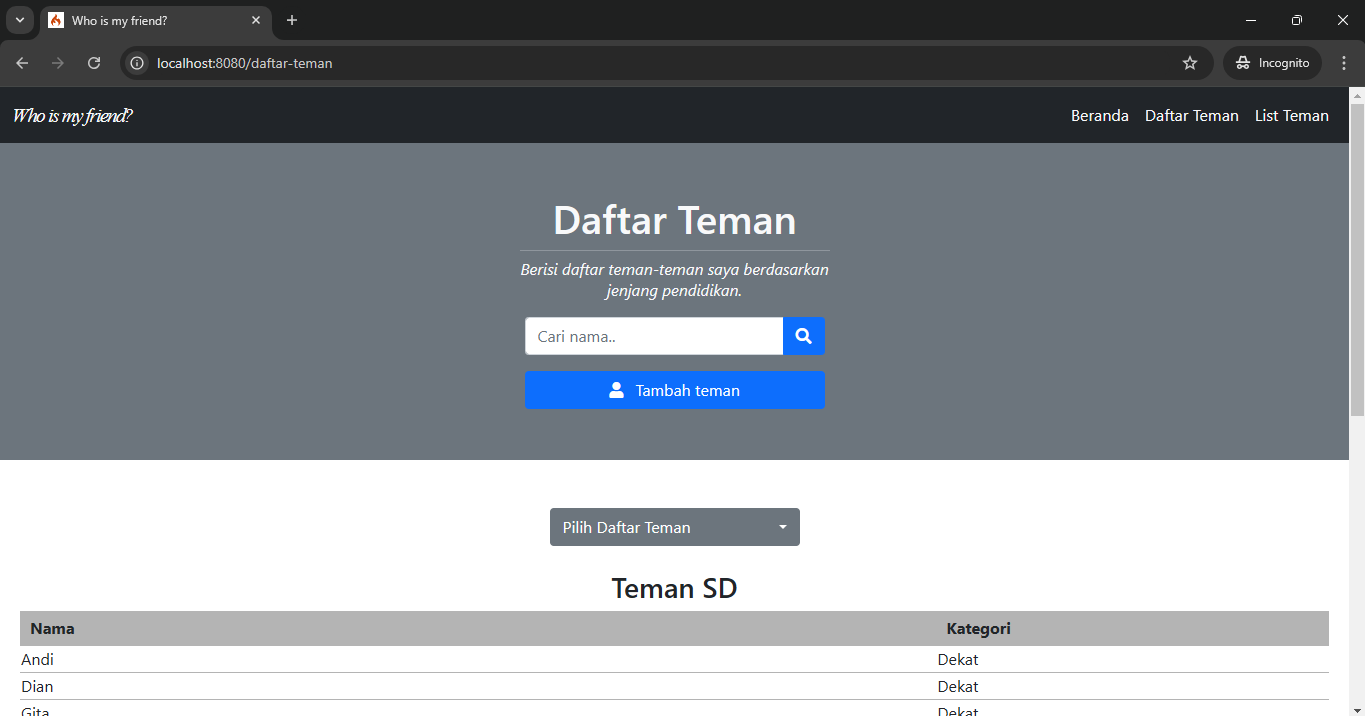 Who is my friend?
localhost:8080/daftar-teman
Incognito
Who is my friend?
Beranda Daftar Teman List Teman
Daftar Teman
Berisi daftar teman-teman saya berdasarkan
jenjang pendidikan.
Cari nama..
Tambah teman
Pilih Daftar Teman
Teman SD
Nama Kategori
Andi Dekat
Dian Dekat
Gita Dekat